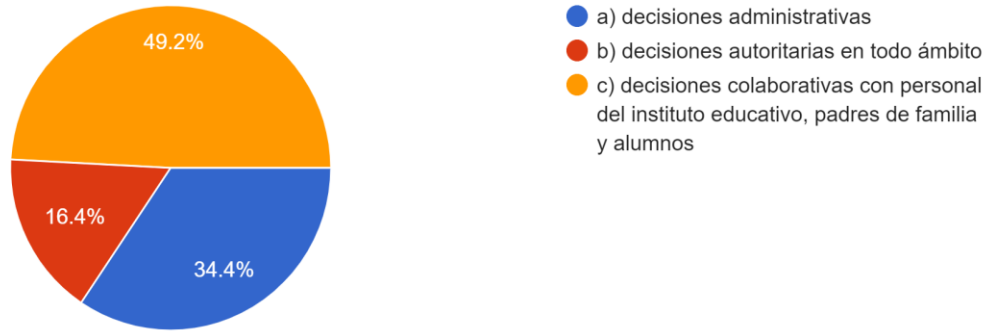 49.2%
16.4%
34.4%
a) decisiones administrativas
b) decisiones autoritarias en todo ámbito
c) decisiones colaborativas con personal
del instituto educativo, padres de familia
y alumnos